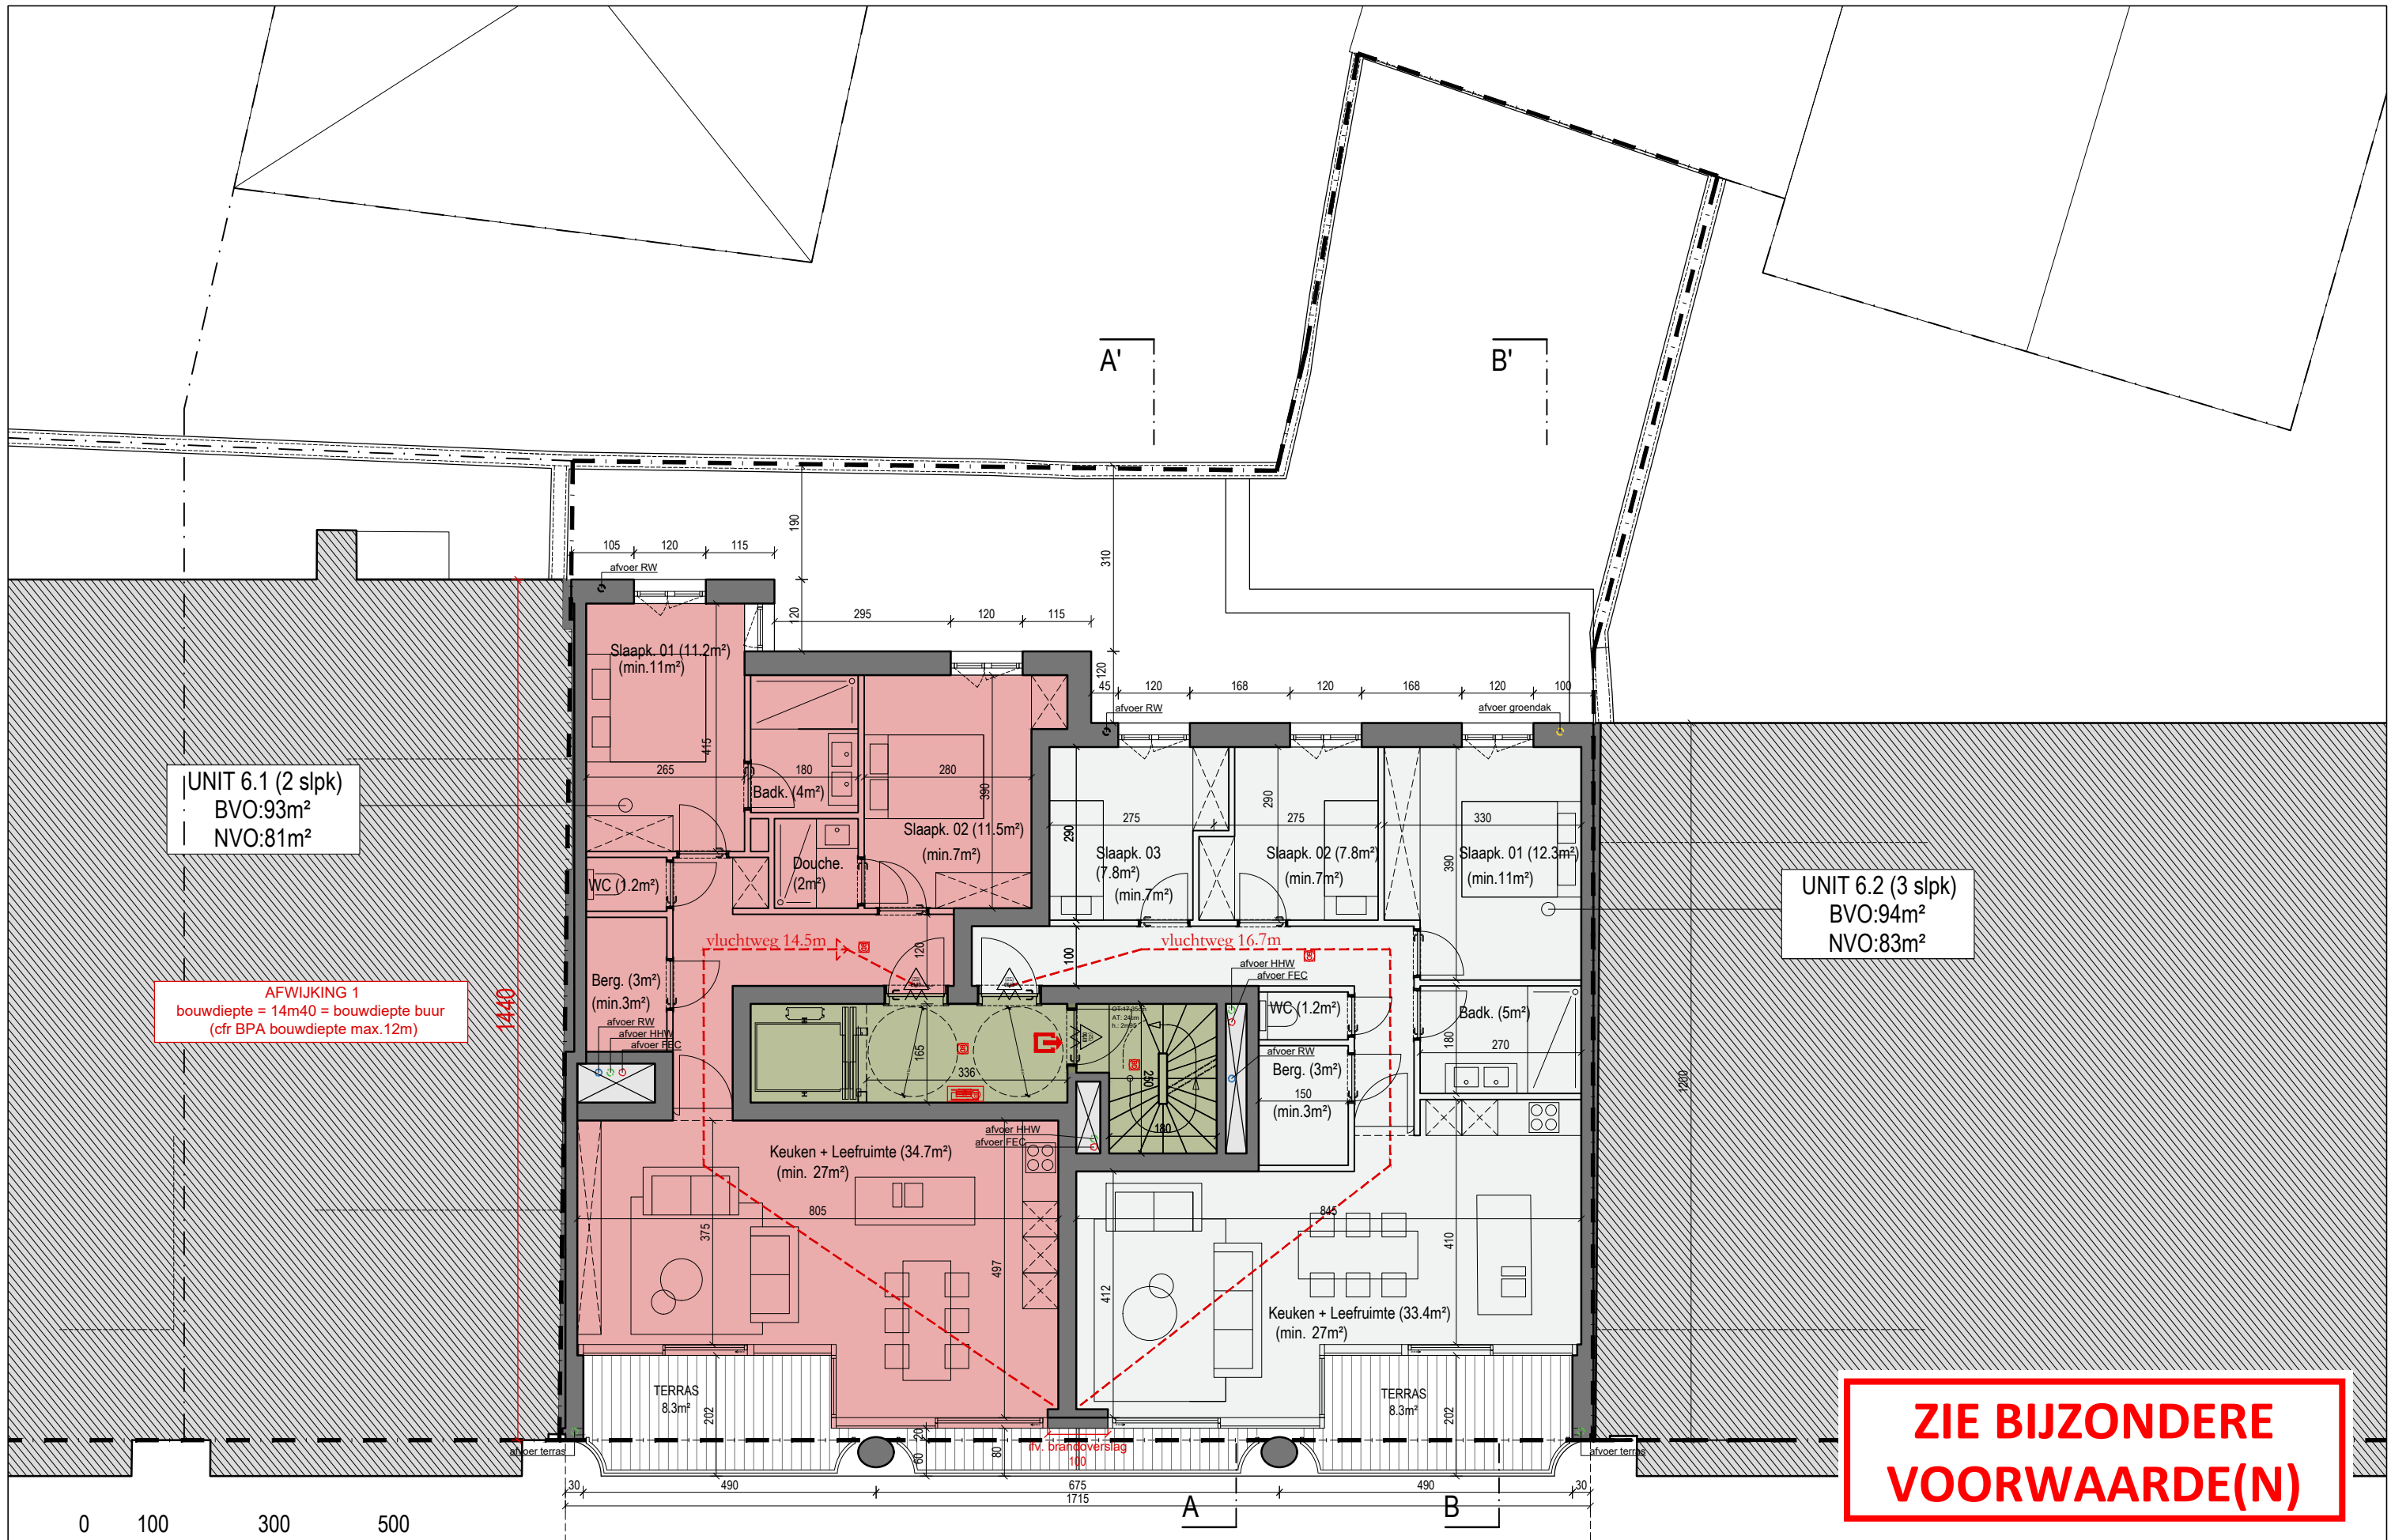 A'
B'
190
105
120
115
afvoer RW
310
120
295
120
115
120
45
120
168
120
168
120
100
afvoer RW
afvoer groendak
Slaapk. 01 (11.2m²)
(min.11m²)
415
265
180
Badk. (4m²)
280
390
Slaapk. 02 (11.5m²)
(min.7m²)
Douche.
(2m²)
WC (1.2m²)
UNIT 6.1 (2 slpk)
BVO:93m²
NVO:81m²
275
290
Slaapk. 03
(7.8m²)
(min.7m²)
275
290
Slaapk. 02 (7.8m²)
(min.7m²)
330
390
Slaapk. 01 (12.3m²)
(min.11m²)
UNIT 6.2 (3 slpk)
BVO:94m²
NVO:83m²
vluchtweg 14.5m
120
vluchtweg 16.7m
100
afvoer HHW
afvoer FEC
Berg. (3m²)
(min.3m²)
afvoer RW
afvoer HHW
afvoer FEC
AFWIJKING 1
bouwdiepte = 14m40 = bouwdiepte buur
(cfr BPA bouwdiepte max.12m)
1440
165
336
AT: 24cm
250
180
WC (1.2m²)
afvoer RW
Berg. (3m²)
150
(min.3m²)
Badk. (5m²)
180
270
1200
afvoer HHW
afvoer FEC
Keuken + Leefruimte (34.7m²)
(min. 27m²)
805
375
497
845
410
412
Keuken + Leefruimte (33.4m²)
(min. 27m²)
TERRAS
8.3m²
202
TERRAS
8.3m²
202
afvoer terras
20
60
80
ifv. brandoverslag
100
afvoer terras
30
490
675
490
30
1715
A
B
0
100
300
500
ZIE BIJZONDERE
VOORWAARDE(N)